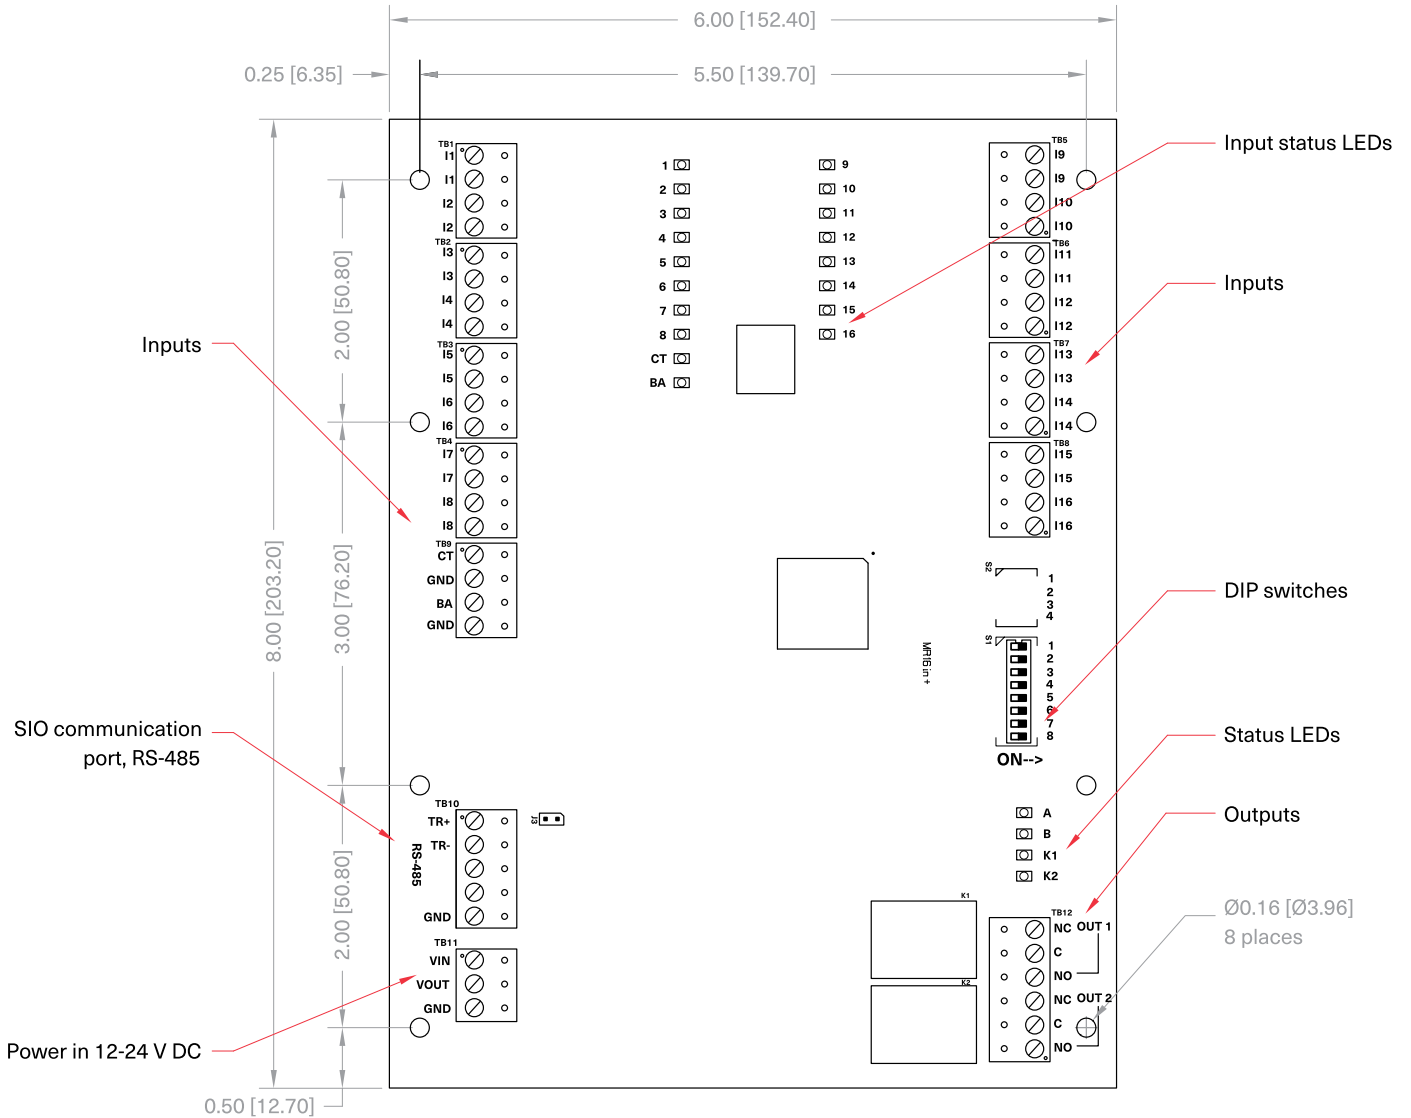 6.00 [152.40]
0.25 [6.35]
5.50 [139.70]
8.00 [203.20]
2.00 [50.80]
3.00 [76.20]
2.00 [50.80]
0.50 [12.70]
Inputs
SIO communication
port, RS-485
Power in 12-24 V DC
TB1
I1
I1
I2
I2
TB2
I3
I3
I4
I4
TB3
I5
I5
I6
I6
TB4
I7
I7
I8
I8
TB9
CT
GND
BA
GND
TB10
TR+
TR-
RS-485
GND
J3
TB11
VIN
VOUT
GND
1
2
3
4
5
6
7
8
CT
BA
9
10
11
12
13
14
15
16
MR16 in +
TB5
I9
I9
I10
I10
TB6
I11
I11
I12
I12
TB7
I13
I13
I14
I14
TB8
I15
I15
I16
I16
S2
1
2
3
4
S1
1
2
3
4
5
6
7
8
ON-->
A
B
K1
K2
K1
K2
TB12
NC OUT 1
C
NO
NC OUT 2
C
NO
Input status LEDs
Inputs
DIP switches
Status LEDs
Outputs
Ø0.16 [Ø3.96]
8 places